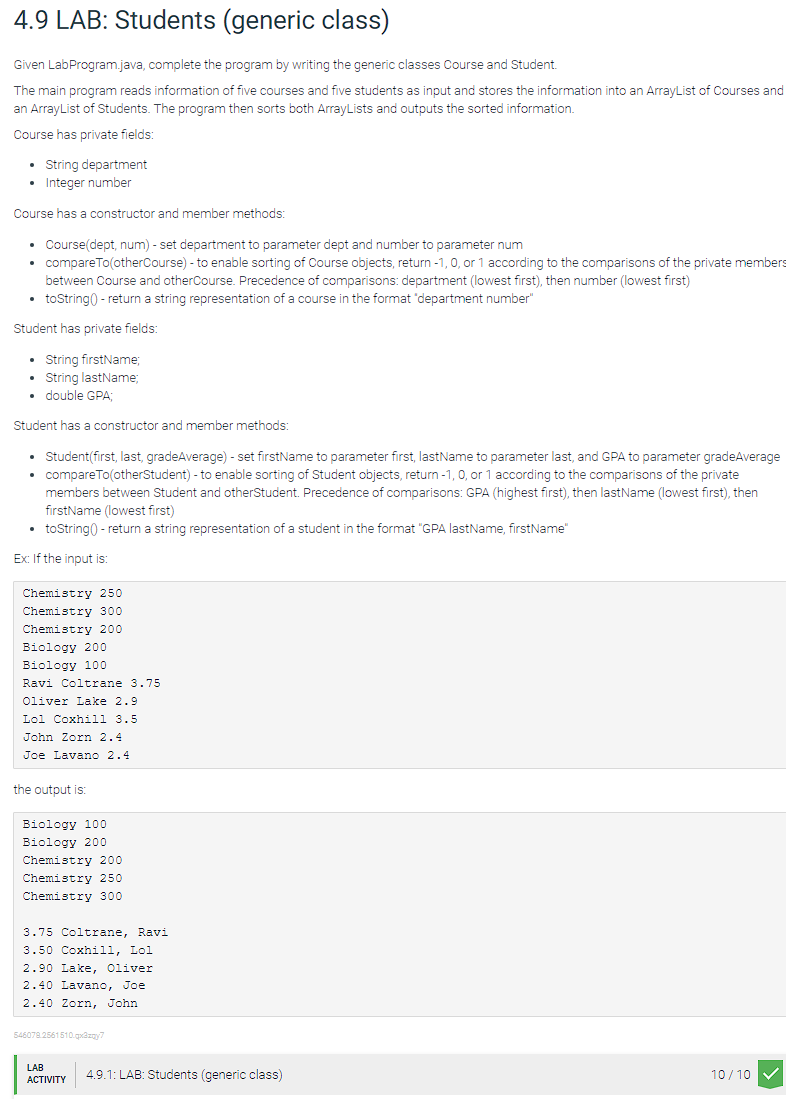 4.9 LAB: Students (generic class)
Given LabProgram.java, complete the program by writing the generic classes Course and Student.
The main program reads information of five courses and five students as input and stores the information into an ArrayList of Courses and
an ArrayList of Students. The program then sorts both ArrayLists and outputs the sorted information.
Course has private fields:
• String department
• Integer number
Course has a constructor and member methods:
• Course(dept, num) - set department to parameter dept and number to parameter num
• compareTo(otherCourse) - to enable sorting of Course objects, return -1, 0, or 1 according to the comparisons of the private members
between Course and otherCourse. Precedence of comparisons: department (lowest first), then number (lowest first)
• toString() - return a string representation of a course in the format "department number"
Student has private fields:
• String firstName;
• String lastName;
• double GPA;
Student has a constructor and member methods:
• Student(first, last, gradeAverage) - set firstName to parameter first, lastName to parameter last, and GPA to parameter gradeAverage
• compareTo(otherStudent) - to enable sorting of Student objects, return -1, 0, or 1 according to the comparisons of the private
members between Student and otherStudent. Precedence of comparisons: GPA (highest first), then lastName (lowest first), then
firstName (lowest first)
• toString() - return a string representation of a student in the format "GPA lastName, firstName"
Ex: If the input is:
Chemistry 250
Chemistry 300
Chemistry 200
Biology 200
Biology 100
Ravi Coltrane 3.75
Oliver Lake 2.9
Lol Coxhill 3.5
John Zorn 2.4
Joe Lavano 2.4
the output is:
Biology 100
Biology 200
Chemistry 200
Chemistry 250
Chemistry 300
3.75 Coltrane, Ravi
3.50 Coxhill, Lol
2.90 Lake, Oliver
2.40 Lavano, Joe
2.40 Zorn, John
546078.2561510.qx3zqy7
LAB
ACTIVITY
4.9.1: LAB: Students (generic class)
10 / 10